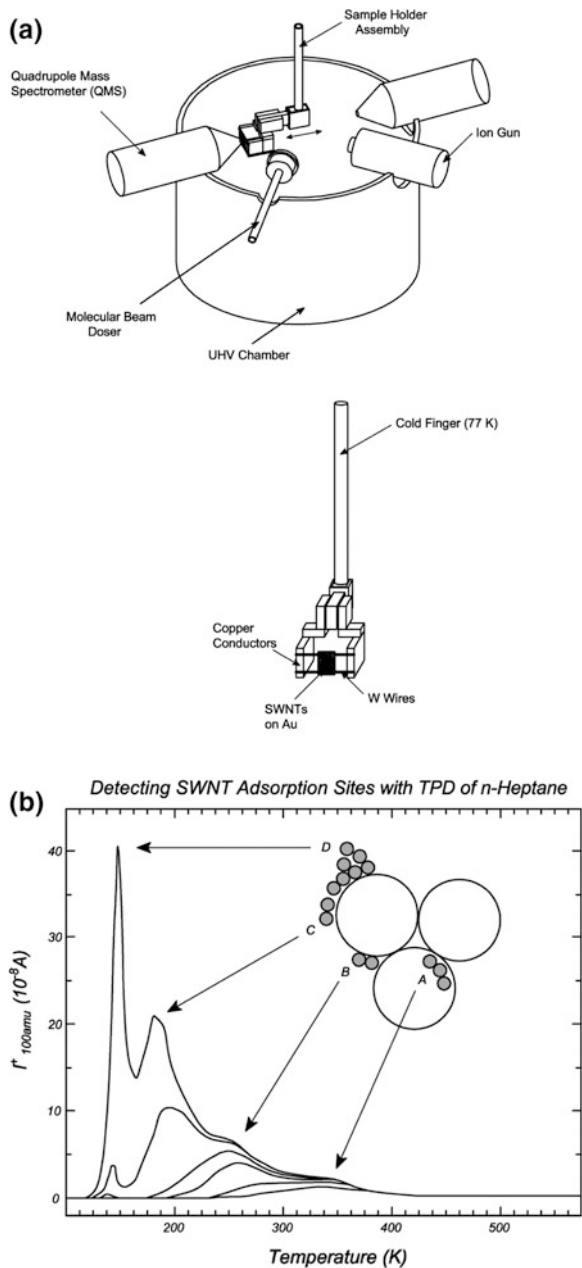 (a)
Sample Holder
Assembly
Quadrupole Mass
Spectrometer (QMS)
Ion Gun
Molecular Beam
Doser
UHV Chamber
Cold Finger (77 K)
Copper
Conductors
W Wires
SWNTs
on Au
(b)
Detecting SWNT Adsorption Sites with TPD of n-Heptane
40
30
20
10
0
I⁺₁₀₀ₐₘᵤ (10⁻⁸A)
D
C
B
A
200
300
400
500
Temperature (K)